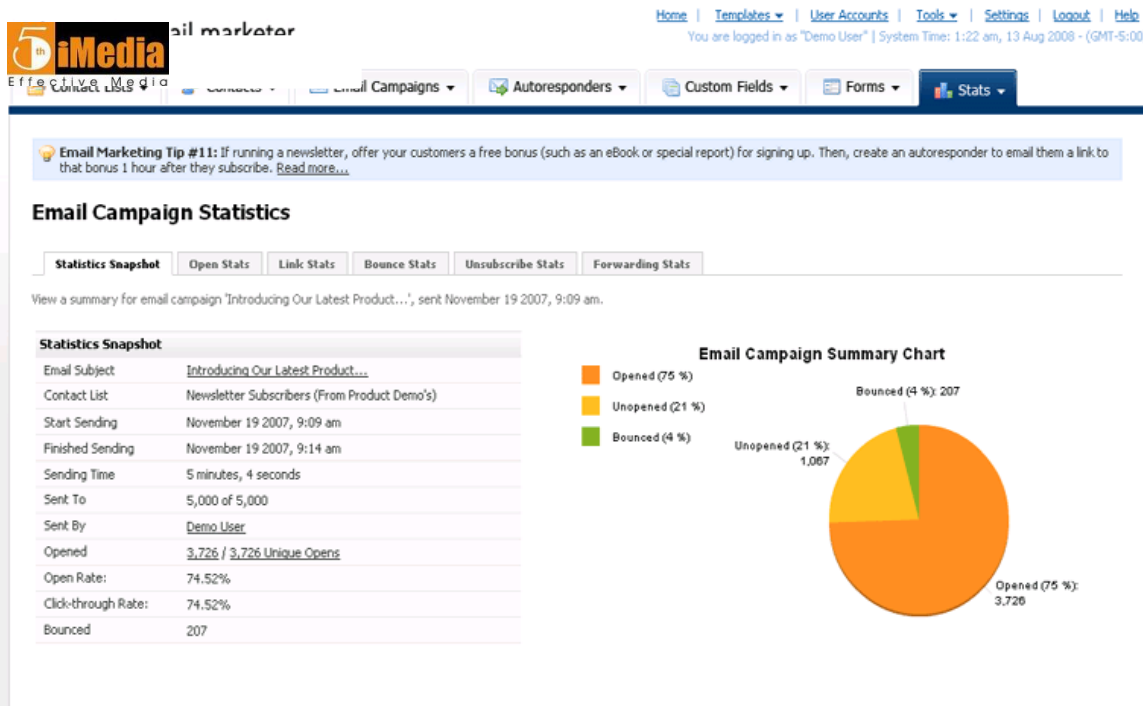 Home | Templates | User Accounts | Tools | Settings | Logout | Help
You are logged in as "Demo User" | System Time: 1:22 am, 13 Aug 2008 - (GMT-5:00
ail marketer
5th iMedia
Effective Media
Contact Lists Contacts Email Campaigns Autoresponders Custom Fields Forms Stats
Email Marketing Tip #11: If running a newsletter, offer your customers a free bonus (such as an eBook or special report) for signing up. Then, create an autoresponder to email them a link to
that bonus 1 hour after they subscribe. Read more...
Email Campaign Statistics
Statistics Snapshot Open Stats Link Stats Bounce Stats Unsubscribe Stats Forwarding Stats
View a summary for email campaign 'Introducing Our Latest Product...', sent November 19 2007, 9:09 am.
Statistics Snapshot
Email Subject Introducing Our Latest Product...
Contact List Newsletter Subscribers (From Product Demo's)
Start Sending November 19 2007, 9:09 am
Finished Sending November 19 2007, 9:14 am
Sending Time 5 minutes, 4 seconds
Sent To 5,000 of 5,000
Sent By Demo User
Opened 3,726 / 3,726 Unique Opens
Open Rate: 74.52%
Click-through Rate: 74.52%
Bounced 207
Email Campaign Summary Chart
Opened (75 %)
Unopened (21 %)
Bounced (4 %)
Bounced (4 %): 207
Unopened (21 %):
1,067
Opened (75 %):
3,726